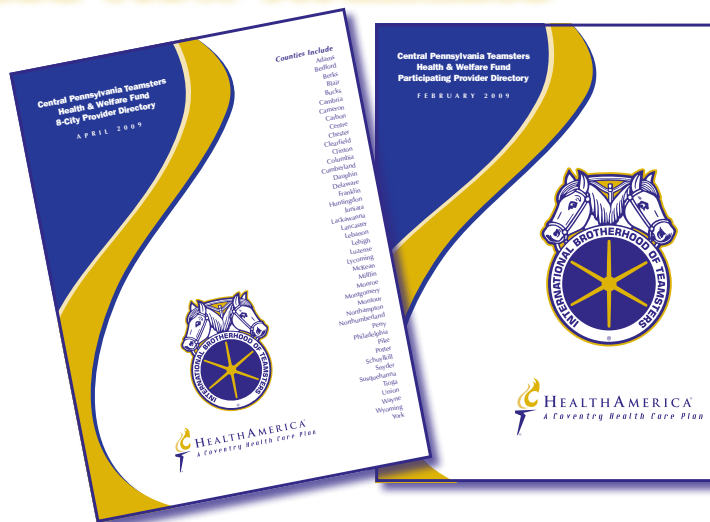 Central Pennsylvania Teamsters
Health & Welfare Fund
8-City Provider Directory
APRIL 2009
Counties Include
Adams
Bedford
Berks
Blair
Bucks
Cambria
Cameron
Carbon
Centre
Chester
Clearfield
Clinton
Columbia
Cumberland
Dauphin
Delaware
Franklin
Huntingdon
Juniata
Lackawanna
Lancaster
Lebanon
Lehigh
Luzerne
Lycoming
McKean
Mifflin
Monroe
Montgomery
Montour
Northampton
Northumberland
Perry
Philadelphia
Pike
Potter
Schuylkill
Snyder
Susquehanna
Tioga
Union
Wayne
Wyoming
York
INTERNATIONAL BROTHERHOOD OF TEAMSTERS
HEALTHAMERICA
A Coventry Health Care Plan
Central Pennsylvania Teamsters
Health & Welfare Fund
Participating Provider Directory
FEBRUARY 2009
INTERNATIONAL BROTHERHOOD OF TEAMSTERS
®
HEALTHAMERICA
A Coventry Health Care Plan